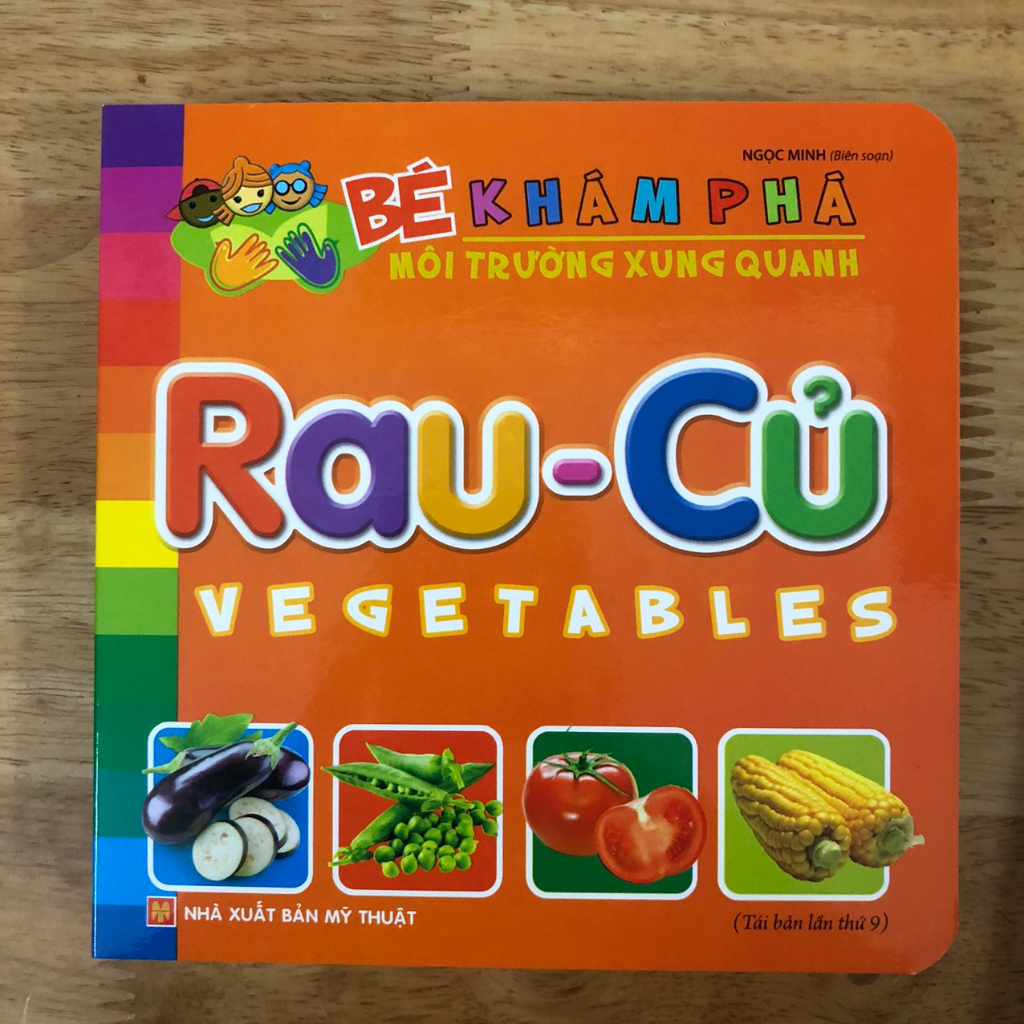 NGỌC MINH (Biên soạn)
BÉ KHÁM PHÁ
MÔI TRƯỜNG XUNG QUANH
Rau-Củ
VEGETABLES
NHÀ XUẤT BẢN MỸ THUẬT
(Tái bản lần thứ 9)